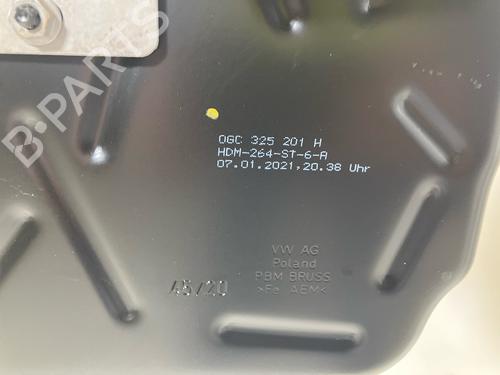 B-PARTS
0GC 325 201 H
HDM-264-ST-6-A
07.01.2021,20.38 Uhr
VW AG
Poland
PBM BRUSS
>Fe AEM<
45/20